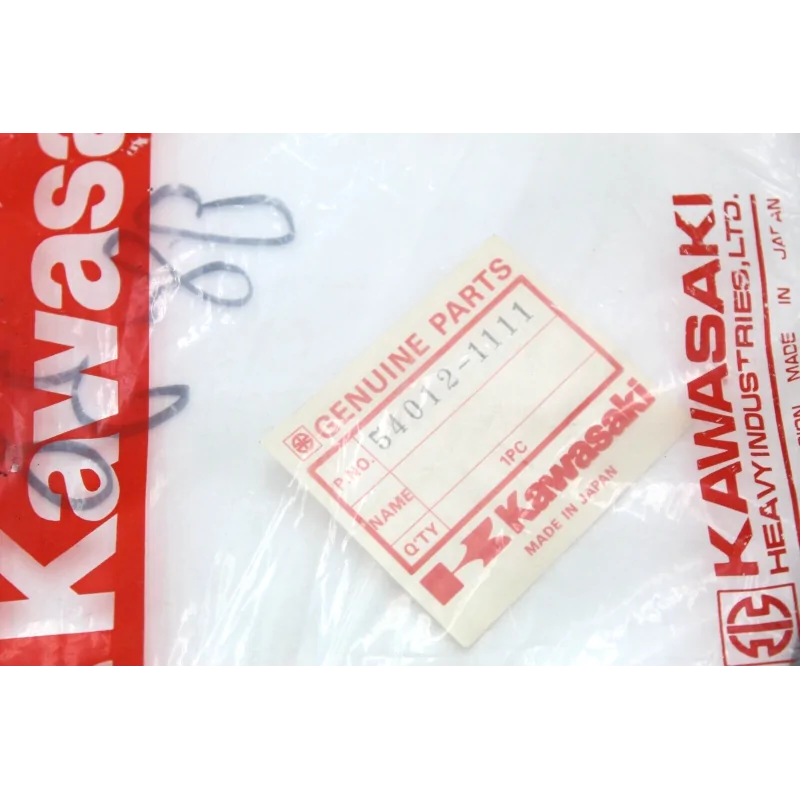 Kawasa
GENUINE PARTS
P.NO. 54012-1111
NAME
Q'TY 1PC
Kawasaki
MADE IN JAPAN
KAWASAKI
HEAVY INDUSTRIES, LTD.
MADE IN JAPAN